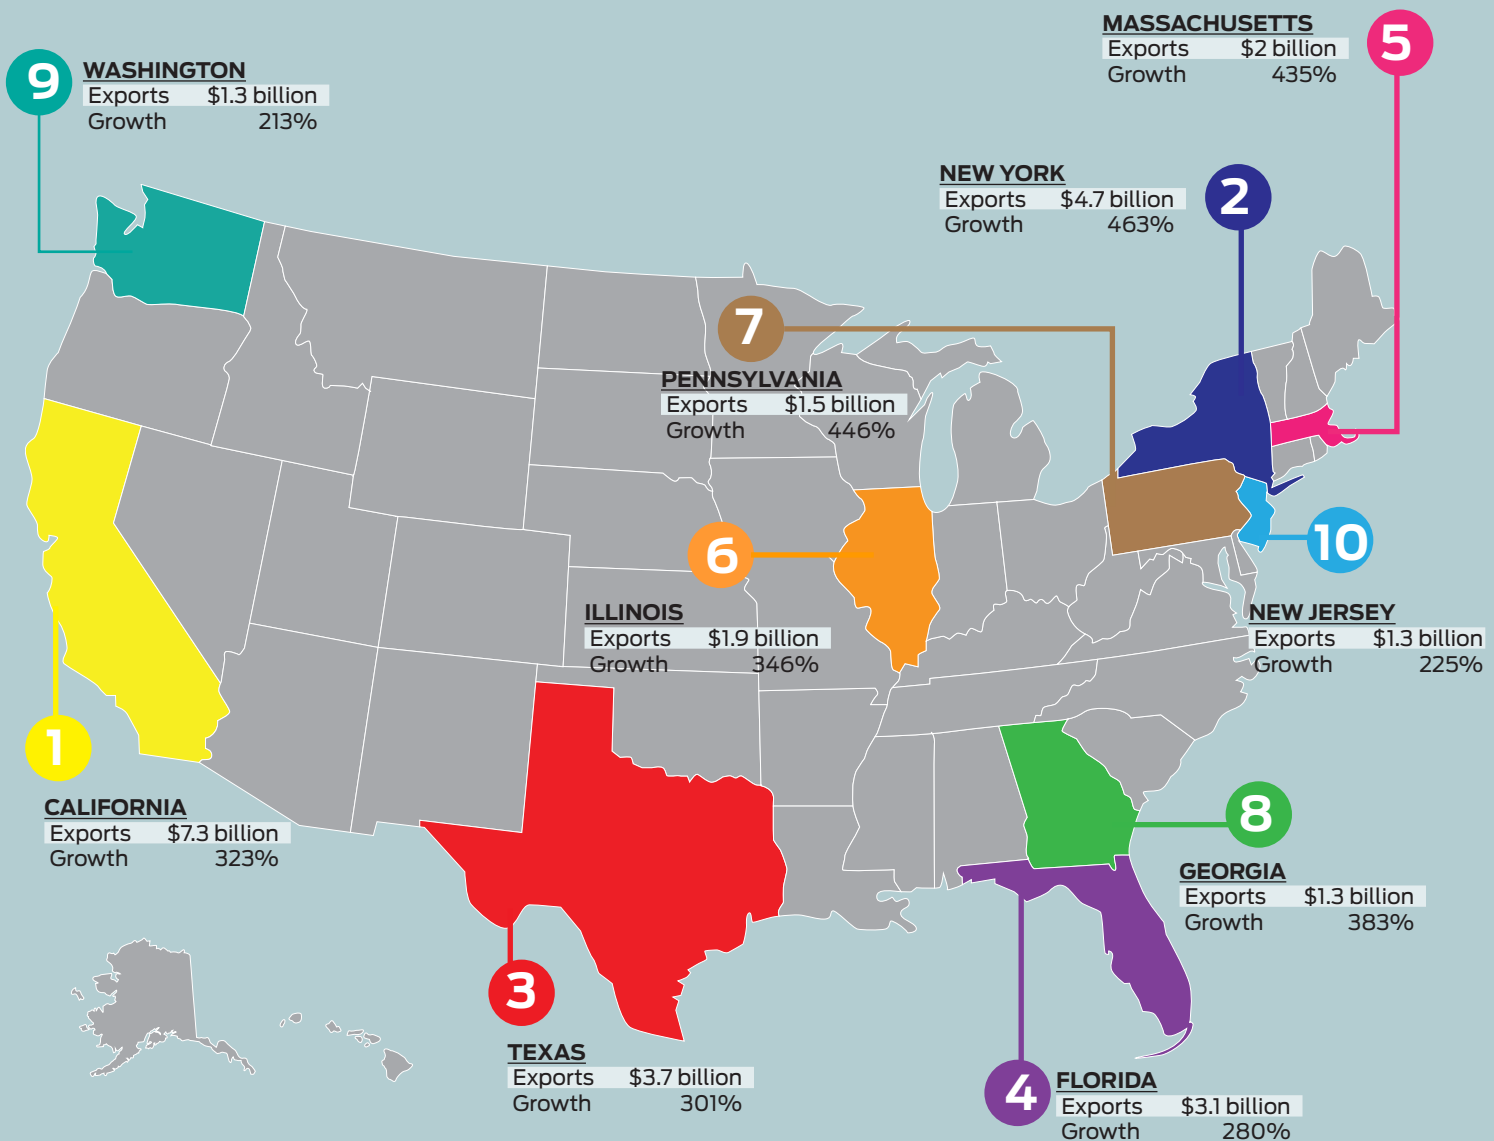 9
WASHINGTON
Exports $1.3 billion
Growth 213%
MASSACHUSETTS
Exports $2 billion
Growth 435%
5
NEW YORK
Exports $4.7 billion
Growth 463%
2
7
PENNSYLVANIA
Exports $1.5 billion
Growth 446%
6
ILLINOIS
Exports $1.9 billion
Growth 346%
10
NEW JERSEY
Exports $1.3 billion
Growth 225%
1
CALIFORNIA
Exports $7.3 billion
Growth 323%
8
GEORGIA
Exports $1.3 billion
Growth 383%
3
TEXAS
Exports $3.7 billion
Growth 301%
4
FLORIDA
Exports $3.1 billion
Growth 280%